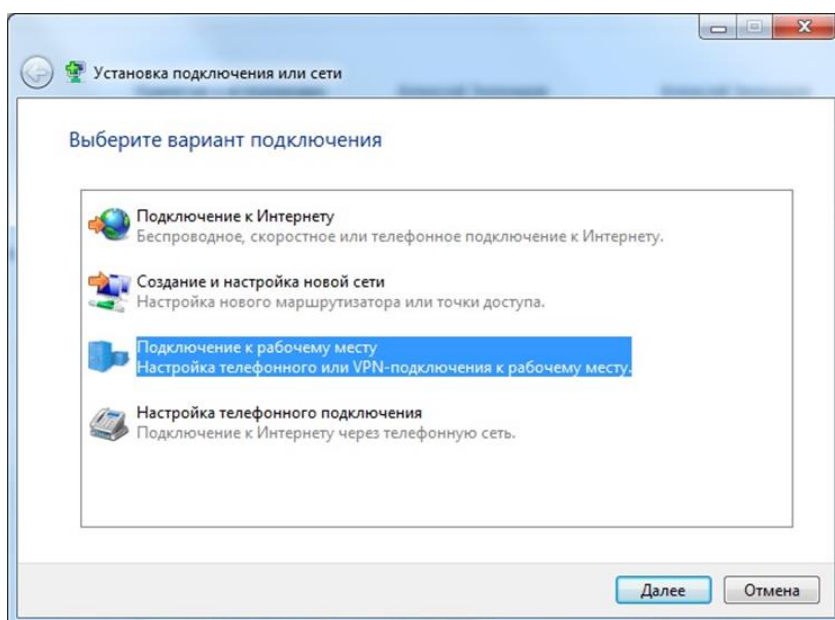 Установка подключения или сети
Выберите вариант подключения
Подключение к Интернету
Беспроводное, скоростное или телефонное подключение к Интернету.
Создание и настройка новой сети
Настройка нового маршрутизатора или точки доступа.
Подключение к рабочему месту
Настройка телефонного или VPN-подключения к рабочему месту.
Настройка телефонного подключения
Подключение к Интернету через телефонную сеть.
Далее
Отмена